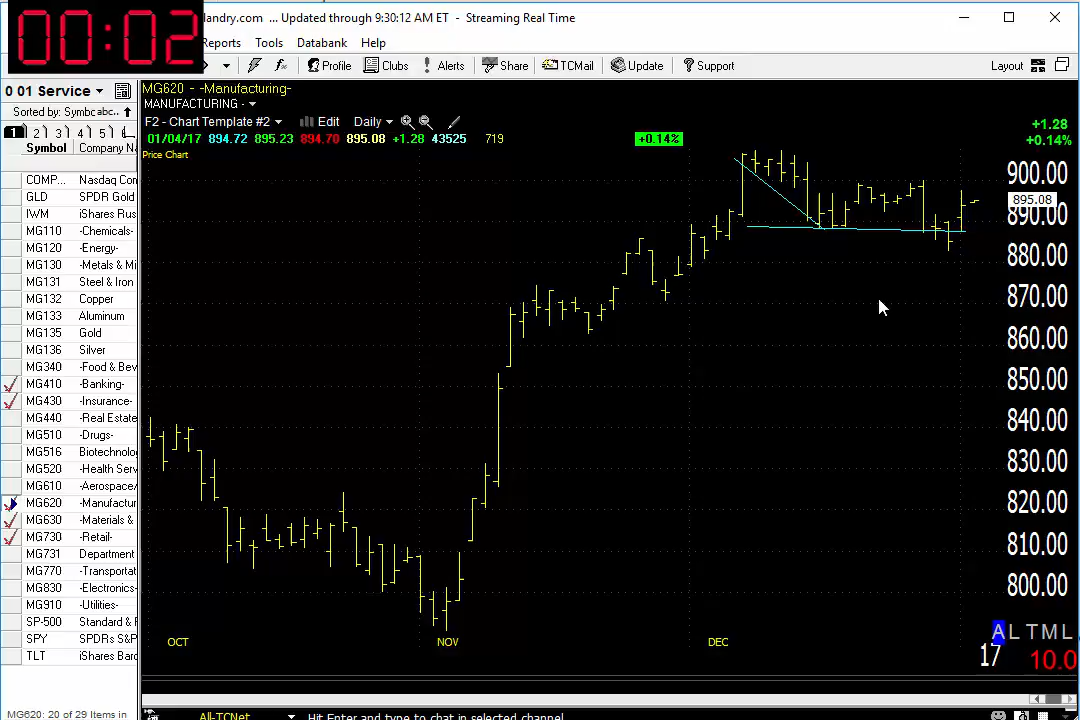 00:02
landry.com ... Updated through 9:30:12 AM ET - Streaming Real Time
Reports Tools Databank Help
Profile Clubs Alerts Share TCMail Update Support Layout
0 01 Service
MG620 - -Manufacturing-
MANUFACTURING -
Sorted by: Symbc abc..
F2 - Chart Template #2 Edit Daily
+1.28
1 2 3 4 5
01/04/17 894.72 895.23 894.70 895.08 +1.28 43525 719 +0.14%
+0.14%
Symbol Company N
Price Chart
COMP... Nasdaq Con
GLD SPDR Gold
IWM iShares Rus
MG110 -Chemicals-
MG120 -Energy-
MG130 -Metals & Mi
MG131 Steel & Iron
MG132 Copper
MG133 Aluminum
MG135 Gold
MG136 Silver
MG340 -Food & Bev
MG410 -Banking-
MG430 -Insurance-
MG440 -Real Estate
MG510 -Drugs-
MG516 Biotechnolo
MG520 -Health Serv
MG610 -Aerospace/
MG620 -Manufactur
MG630 -Materials &
MG730 -Retail-
MG731 Department
MG770 -Transportat
MG830 -Electronics-
MG910 -Utilities-
SP-500 Standard & F
SPY SPDRs S&P
TLT iShares Barc
900.00
895.08
890.00
880.00
870.00
860.00
850.00
840.00
830.00
820.00
810.00
800.00
OCT NOV DEC
A L T M L
17 10.0
MG620: 20 of 29 Items in
All-TCNet Hit Enter and type to chat in selected channel